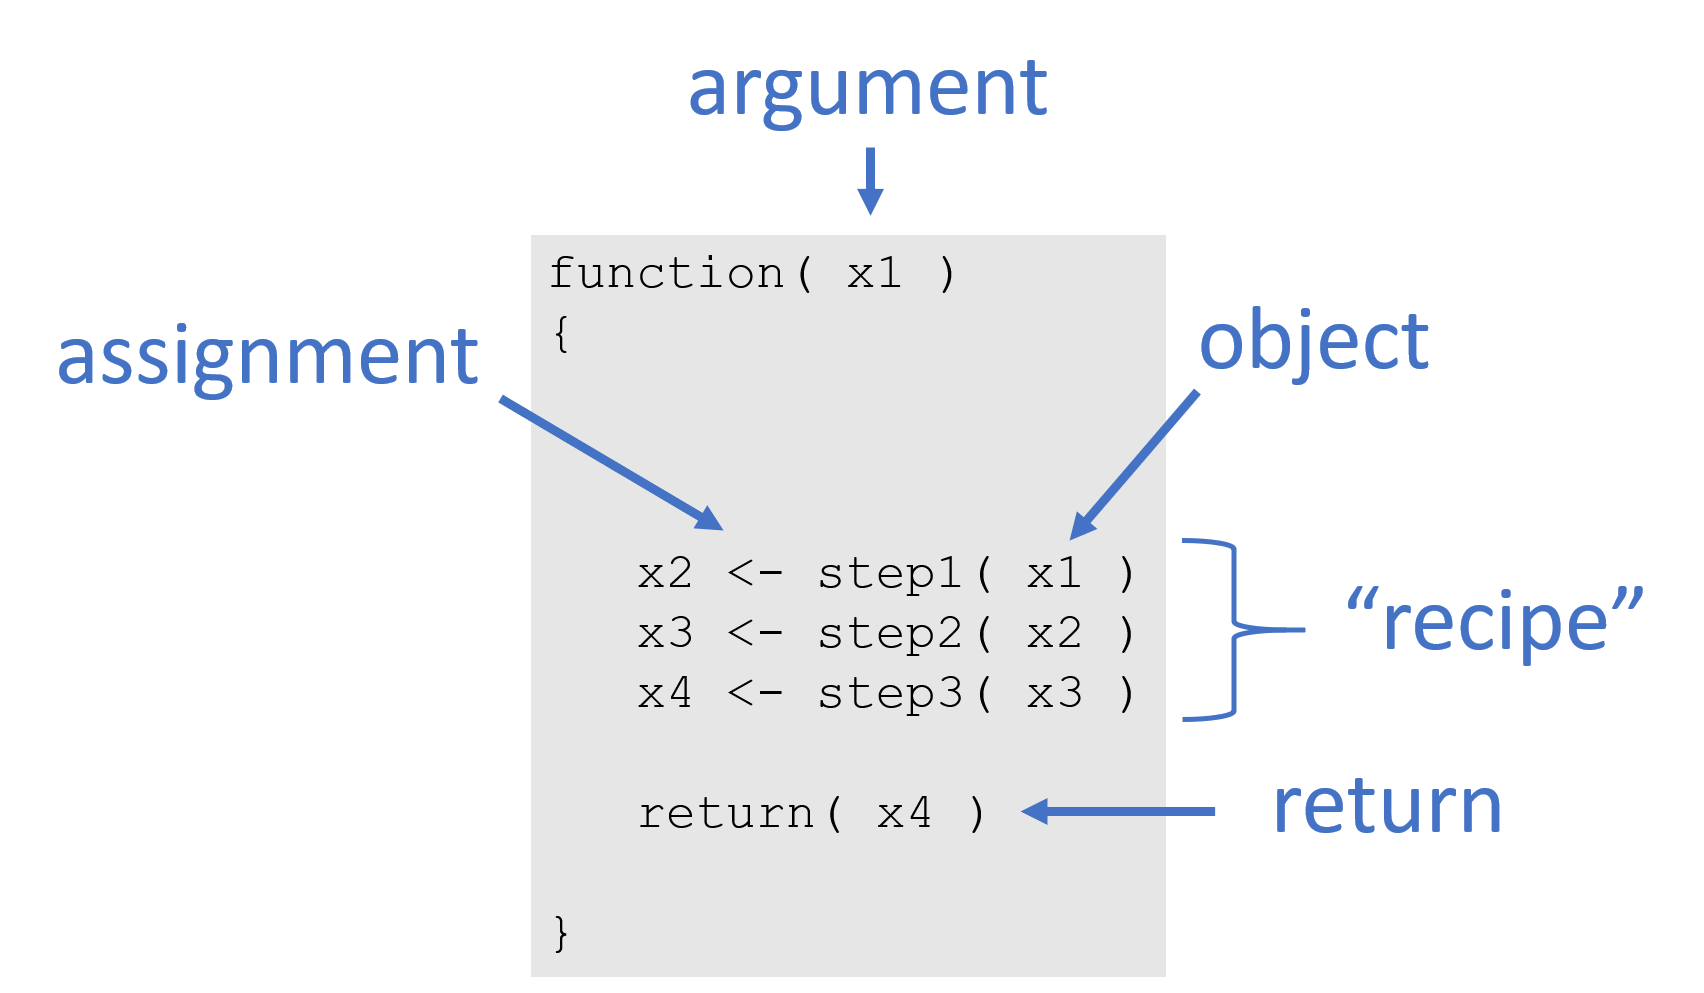 argument
function( x1 )
{
assignment
object
x2 <- step1( x1 )
x3 <- step2( x2 )
x4 <- step3( x3 )
“recipe”
return( x4 )
return
}